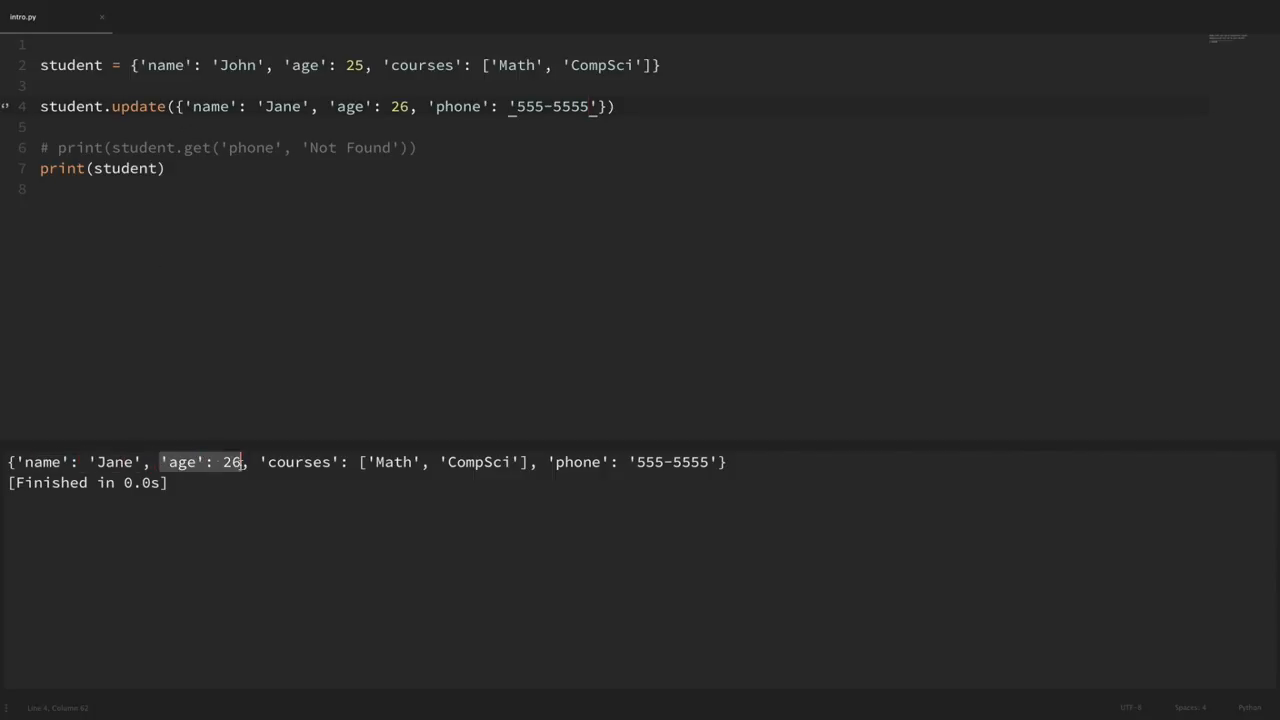 intro.py ×
1
2 student = {'name': 'John', 'age': 25, 'courses': ['Math', 'CompSci']}
3
4 student.update({'name': 'Jane', 'age': 26, 'phone': '555-5555'})
5
6 # print(student.get('phone', 'Not Found'))
7 print(student)
8
{'name': 'Jane', 'age': 26, 'courses': ['Math', 'CompSci'], 'phone': '555-5555'}
[Finished in 0.0s]
Line 4, Column 62 UTF-8 Spaces: 4 Python